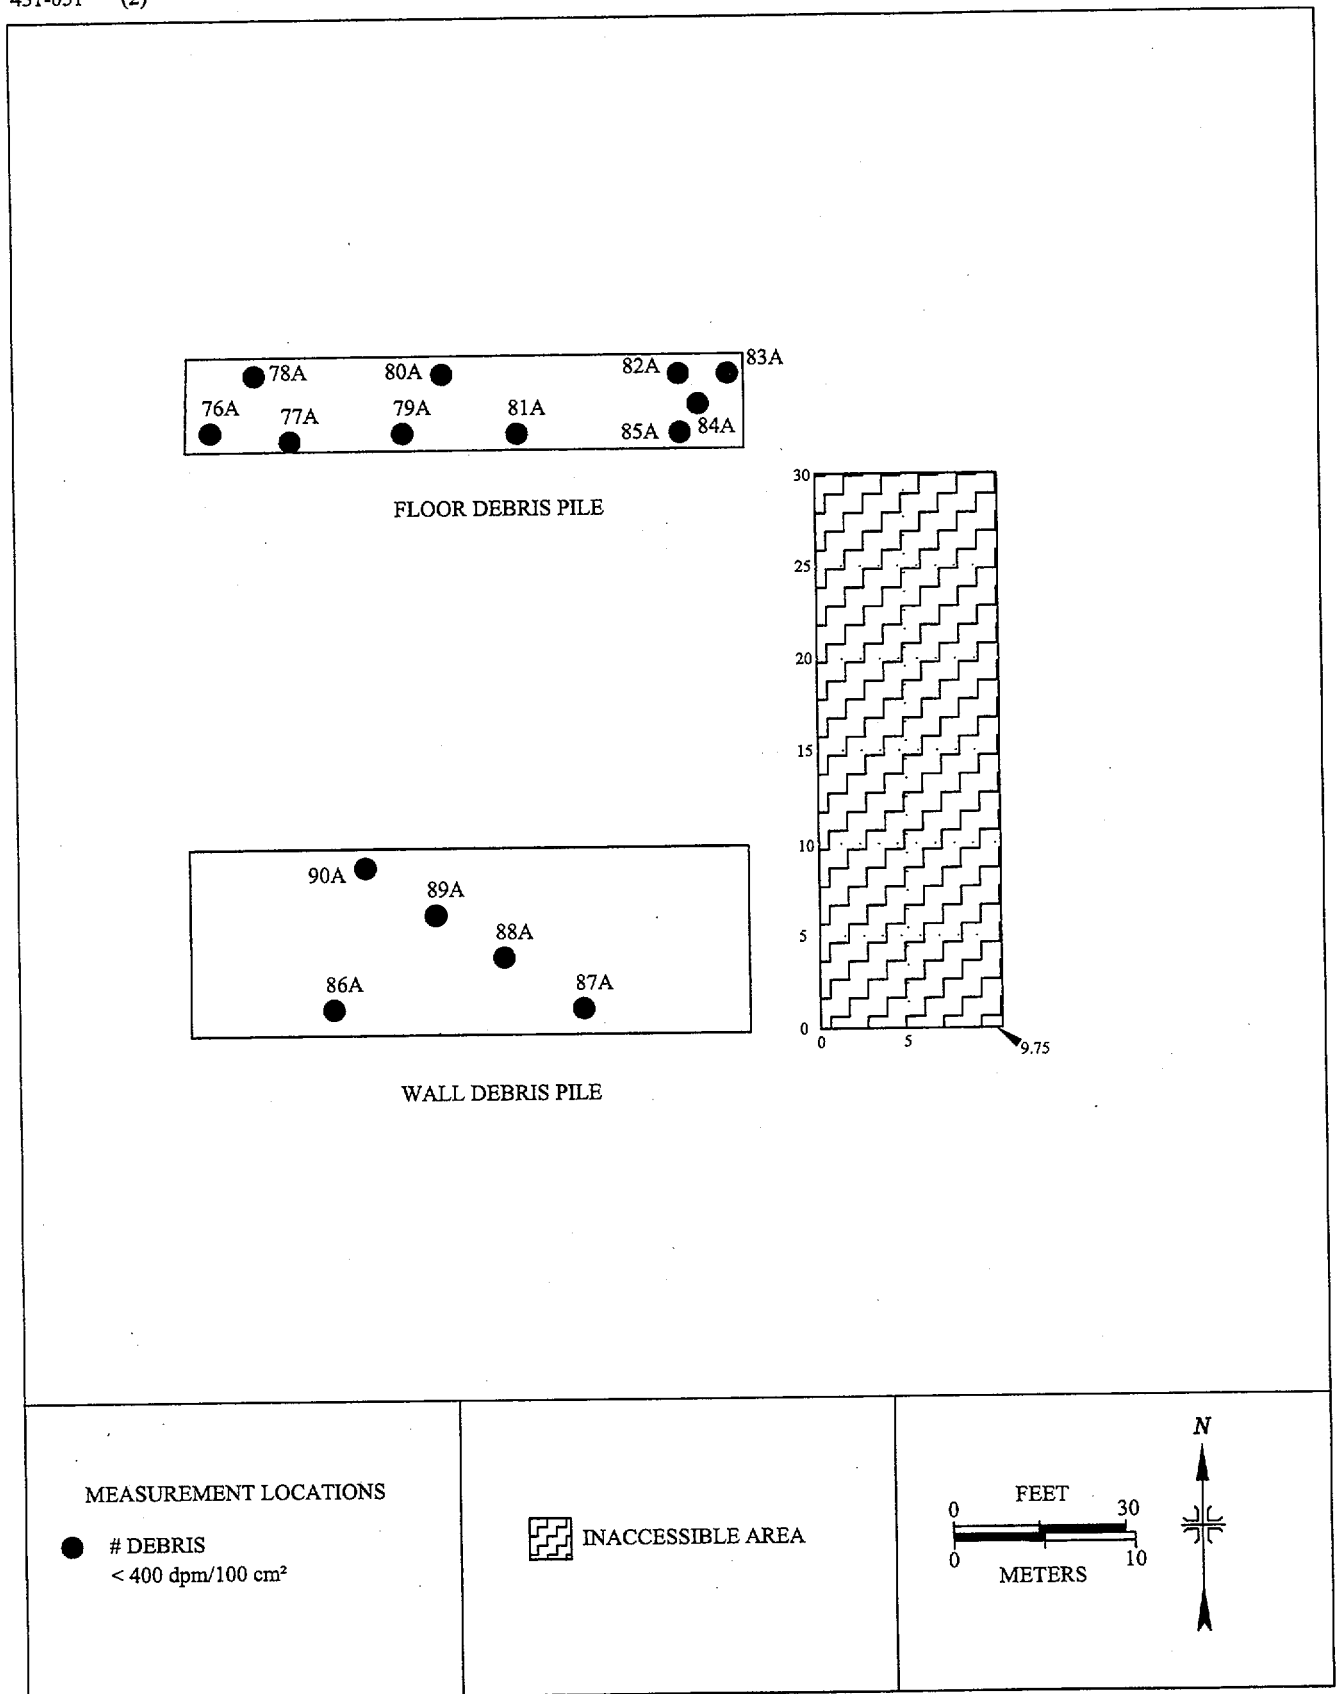 (2)
78A
80A
82A
83A
76A
77A
79A
81A
85A
84A
FLOOR DEBRIS PILE
30
25
20
15
10
5
0
0
5
9.75
90A
89A
88A
86A
87A
WALL DEBRIS PILE
MEASUREMENT LOCATIONS
# DEBRIS
< 400 dpm/100 cm²
INACCESSIBLE AREA
FEET
0 30
0 10
METERS
N